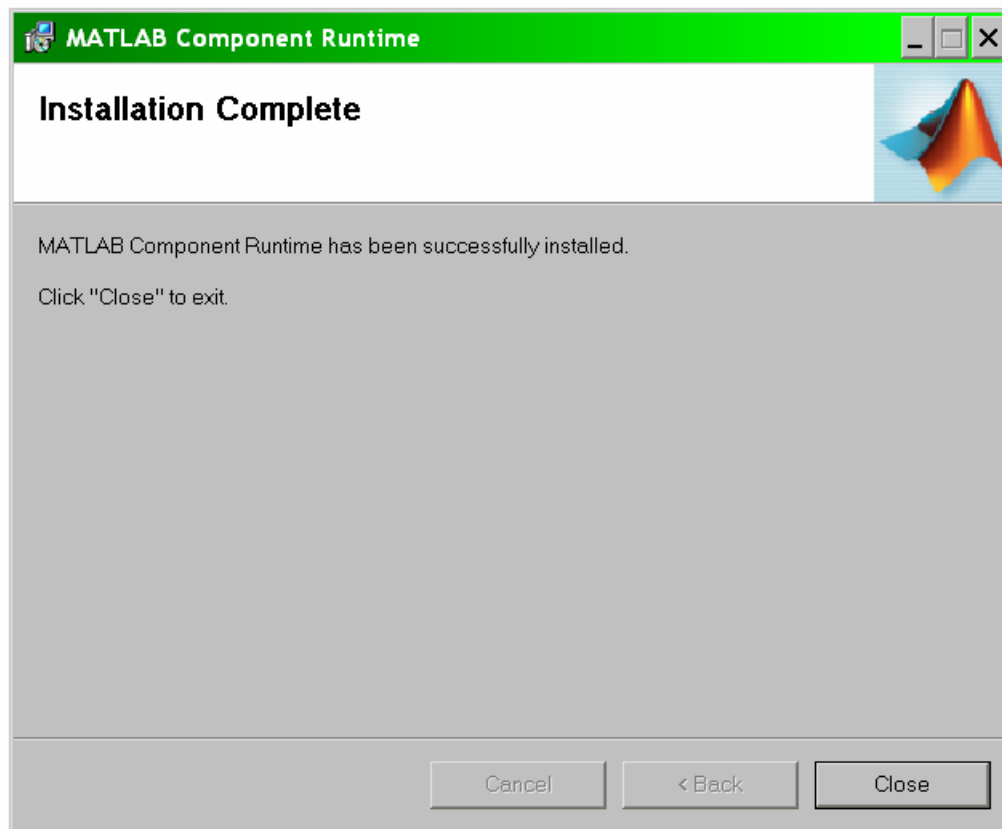 MATLAB Component Runtime
Installation Complete
MATLAB Component Runtime has been successfully installed.
Click "Close" to exit.
Cancel
< Back
Close